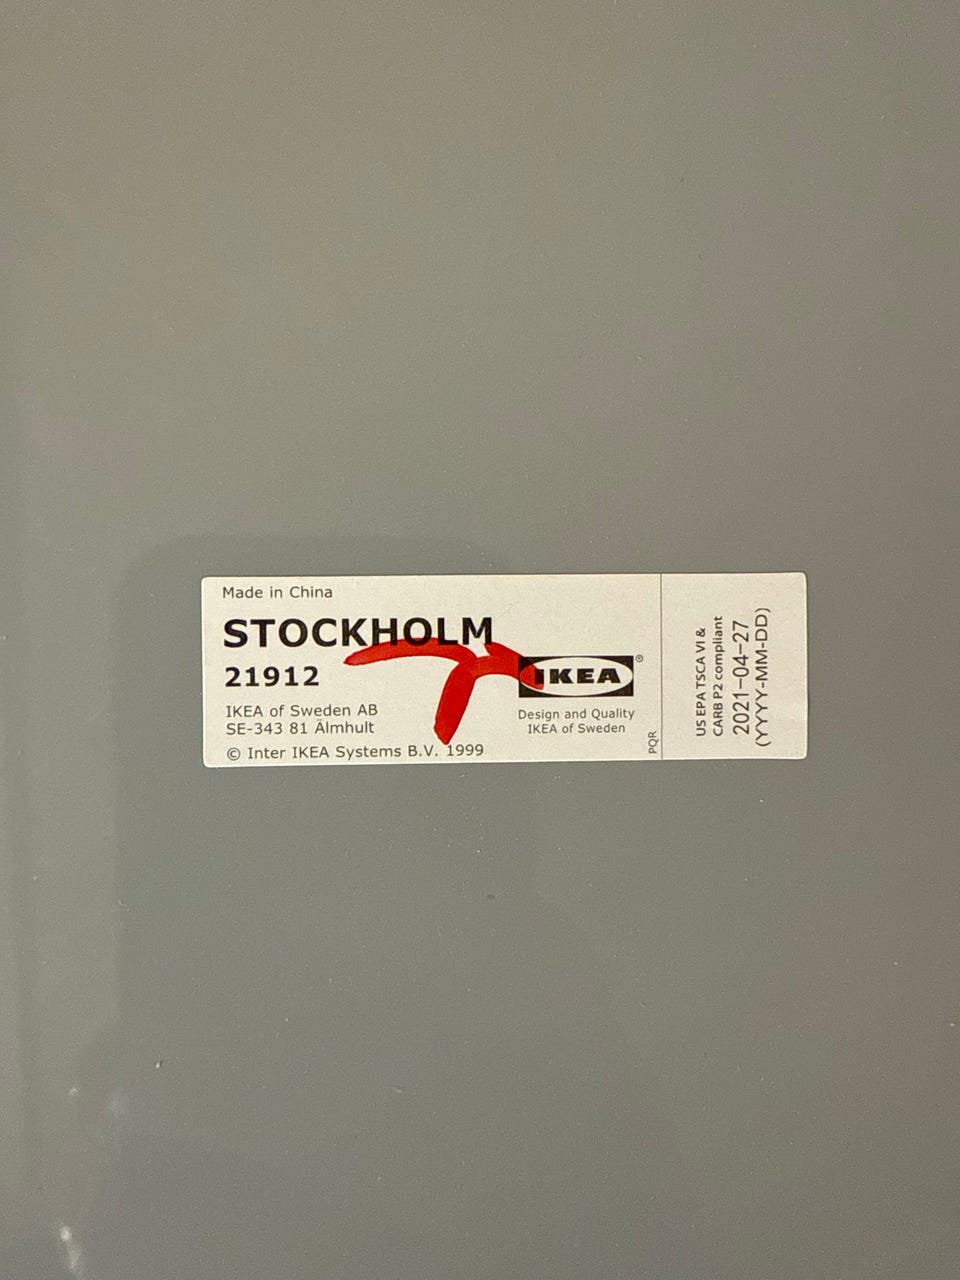 Made in China
STOCKHOLM
21912
IKEA of Sweden AB
SE-343 81 Älmhult
© Inter IKEA Systems B.V. 1999
IKEA®
Design and Quality
IKEA of Sweden
PQR
US EPA TSCA VI &
CARB P2 compliant
2021-04-27
(YYYY-MM-DD)